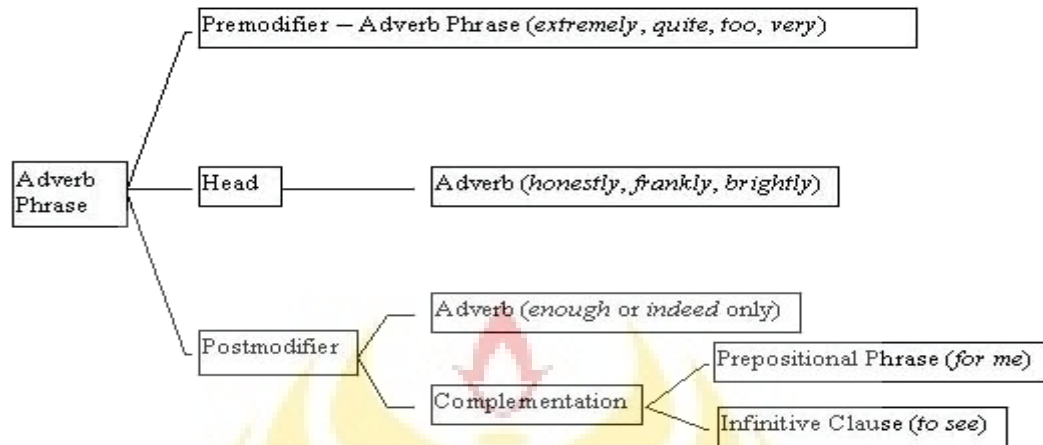 Premodifier – Adverb Phrase (extremely, quite, too, very)
Adverb
Phrase
Head
Adverb (honestly, frankly, brightly)
Postmodifier
Adverb (enough or indeed only)
Complementation
Prepositional Phrase (for me)
Infinitive Clause (to see)